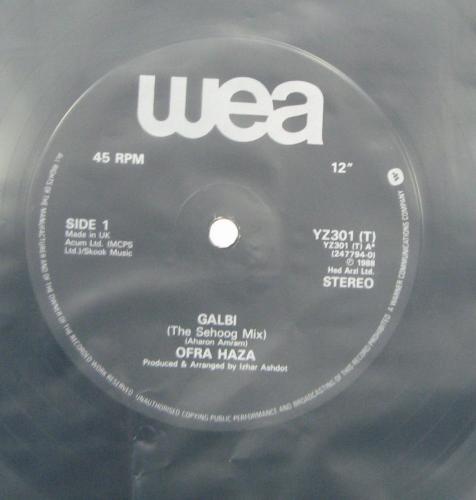 wea
45 RPM
12"
SIDE 1
Made in UK
Acum Ltd. (MCPS
Ltd.)/Skook Music
YZ301 (T)
YZ301 (T) A*
(247794-0)
℗ 1988
Hed Arzi Ltd.
STEREO
GALBI
(The Sehoog Mix)
(Aharon Amram)
OFRA HAZA
Produced & Arranged by Izhar Ashdot
ALL RIGHTS OF THE MANUFACTURER AND OF THE OWNER OF THE RECORDED WORK RESERVED. UNAUTHORISED COPYING PUBLIC PERFORMANCE AND BROADCASTING OF THIS RECORD PROHIBITED. A WARNER COMMUNICATIONS COMPANY